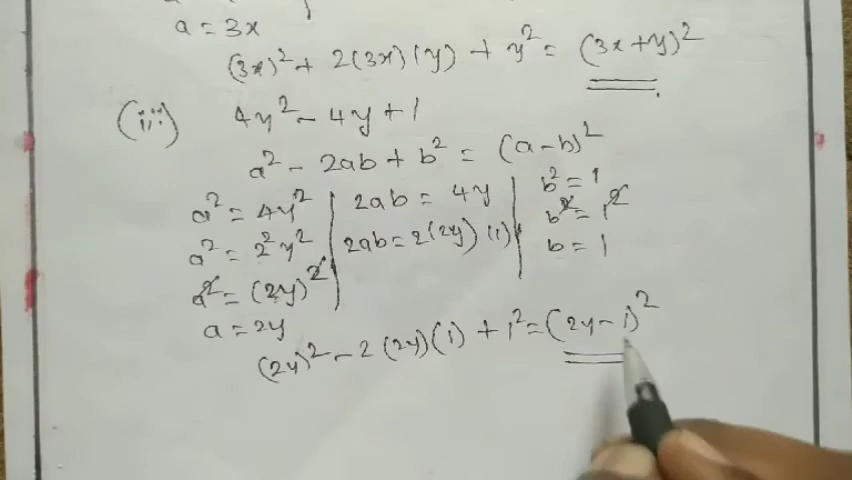 a = 3x
(3x)² + 2(3x)(y) + y² = (3x+y)²
(iii) 4y² - 4y + 1
a² - 2ab + b² = (a-b)²
a² = 4y² | 2ab = 4y | b² = 1
a² = 2²y² | 2ab = 2(2y)(1) | b² = 1²
a² = (2y)² | b = 1
a = 2y
(2y)² - 2(2y)(1) + 1² = (2y-1)²